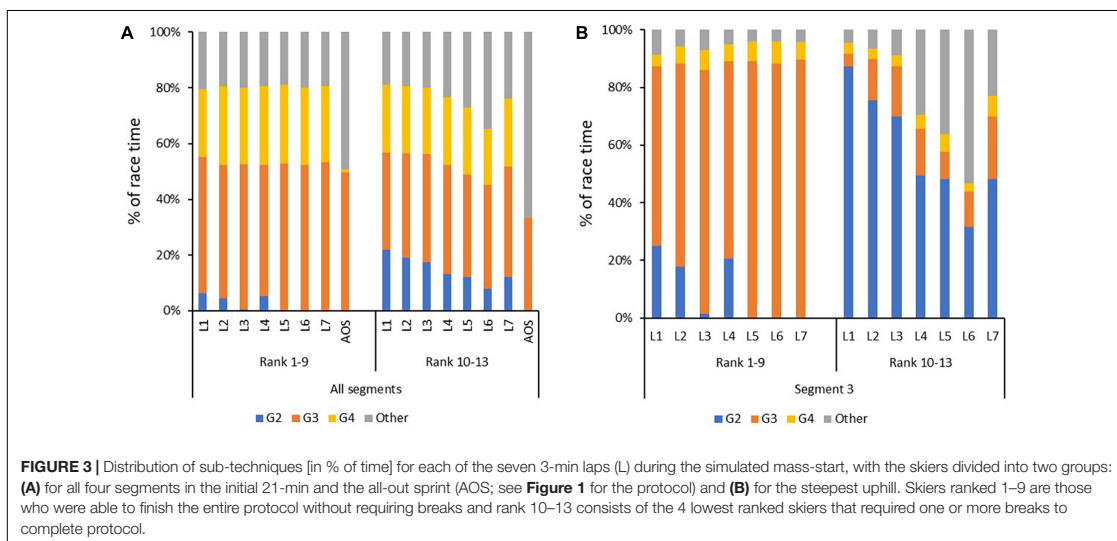 A
B
100%
80%
60%
40%
20%
0%
% of race time
L1 L2 L3 L4 L5 L6 L7 AOS L1 L2 L3 L4 L5 L6 L7 AOS
Rank 1-9 Rank 10-13
All segments
G2 G3 G4 Other
100%
80%
60%
40%
20%
0%
% of race time
L1 L2 L3 L4 L5 L6 L7 L1 L2 L3 L4 L5 L6 L7
Rank 1-9 Rank 10-13
Segment 3
G2 G3 G4 Other
FIGURE 3 | Distribution of sub-techniques [in % of time] for each of the seven 3-min laps (L) during the simulated mass-start, with the skiers divided into two groups:
(A) for all four segments in the initial 21-min and the all-out sprint (AOS; see Figure 1 for the protocol) and (B) for the steepest uphill. Skiers ranked 1–9 are those
who were able to finish the entire protocol without requiring breaks and rank 10–13 consists of the 4 lowest ranked skiers that required one or more breaks to
complete protocol.